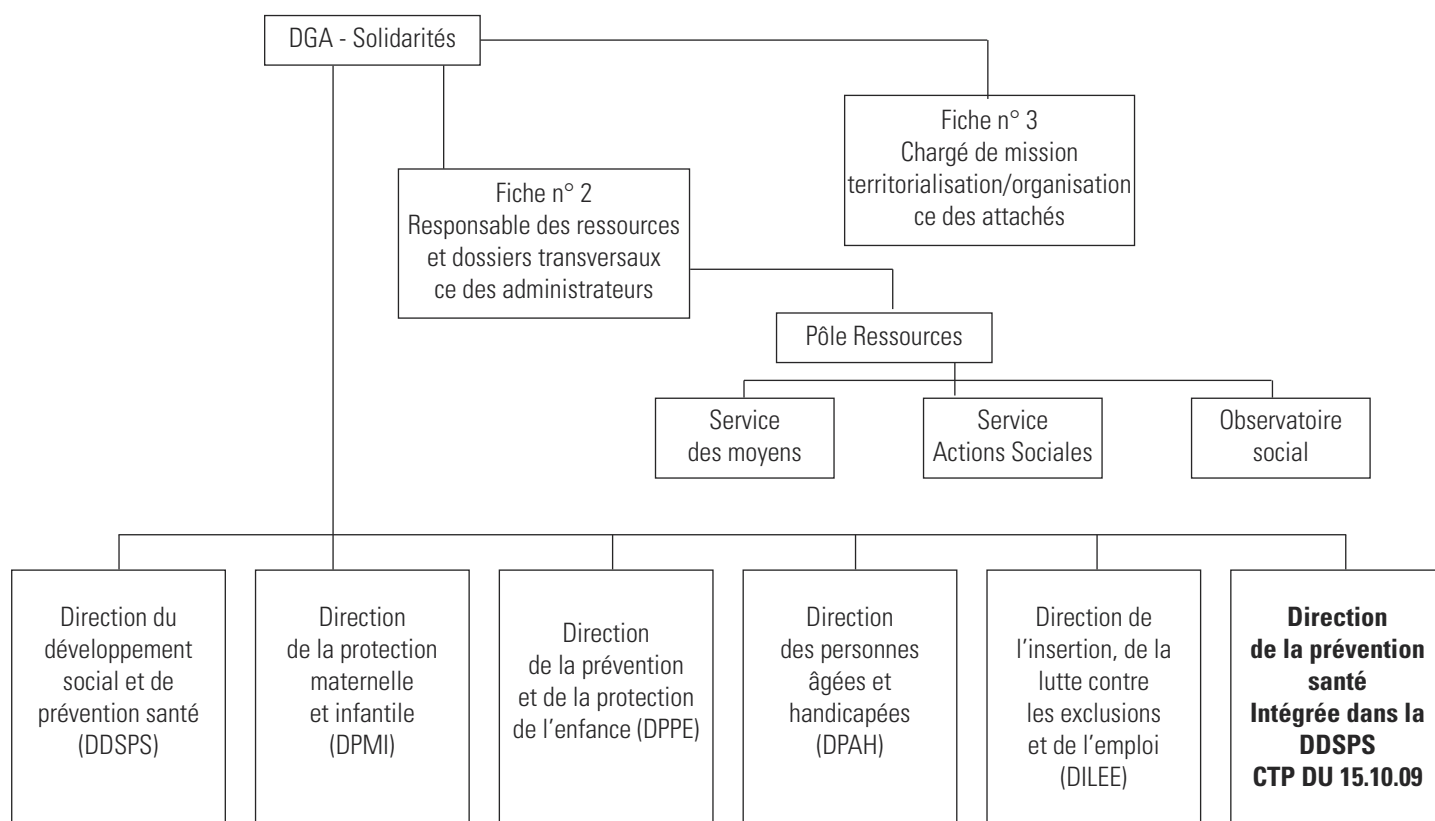 DGA - Solidarités
Fiche n° 3
Chargé de mission
territorialisation/organisation
ce des attachés
Fiche n° 2
Responsable des ressources
et dossiers transversaux
ce des administrateurs
Pôle Ressources
Service
des moyens
Service
Actions Sociales
Observatoire
social
Direction du
développement
social et de
prévention santé
(DDSPS)
Direction
de la protection
maternelle
et infantile
(DPMI)
Direction
de la prévention
et de la protection
de l'enfance (DPPE)
Direction
des personnes
âgées et
handicapées
(DPAH)
Direction de
l'insertion, de la
lutte contre
les exclusions
et de l'emploi
(DILEE)
Direction
de la prévention
santé
Intégrée dans la
DDSPS
CTP DU 15.10.09